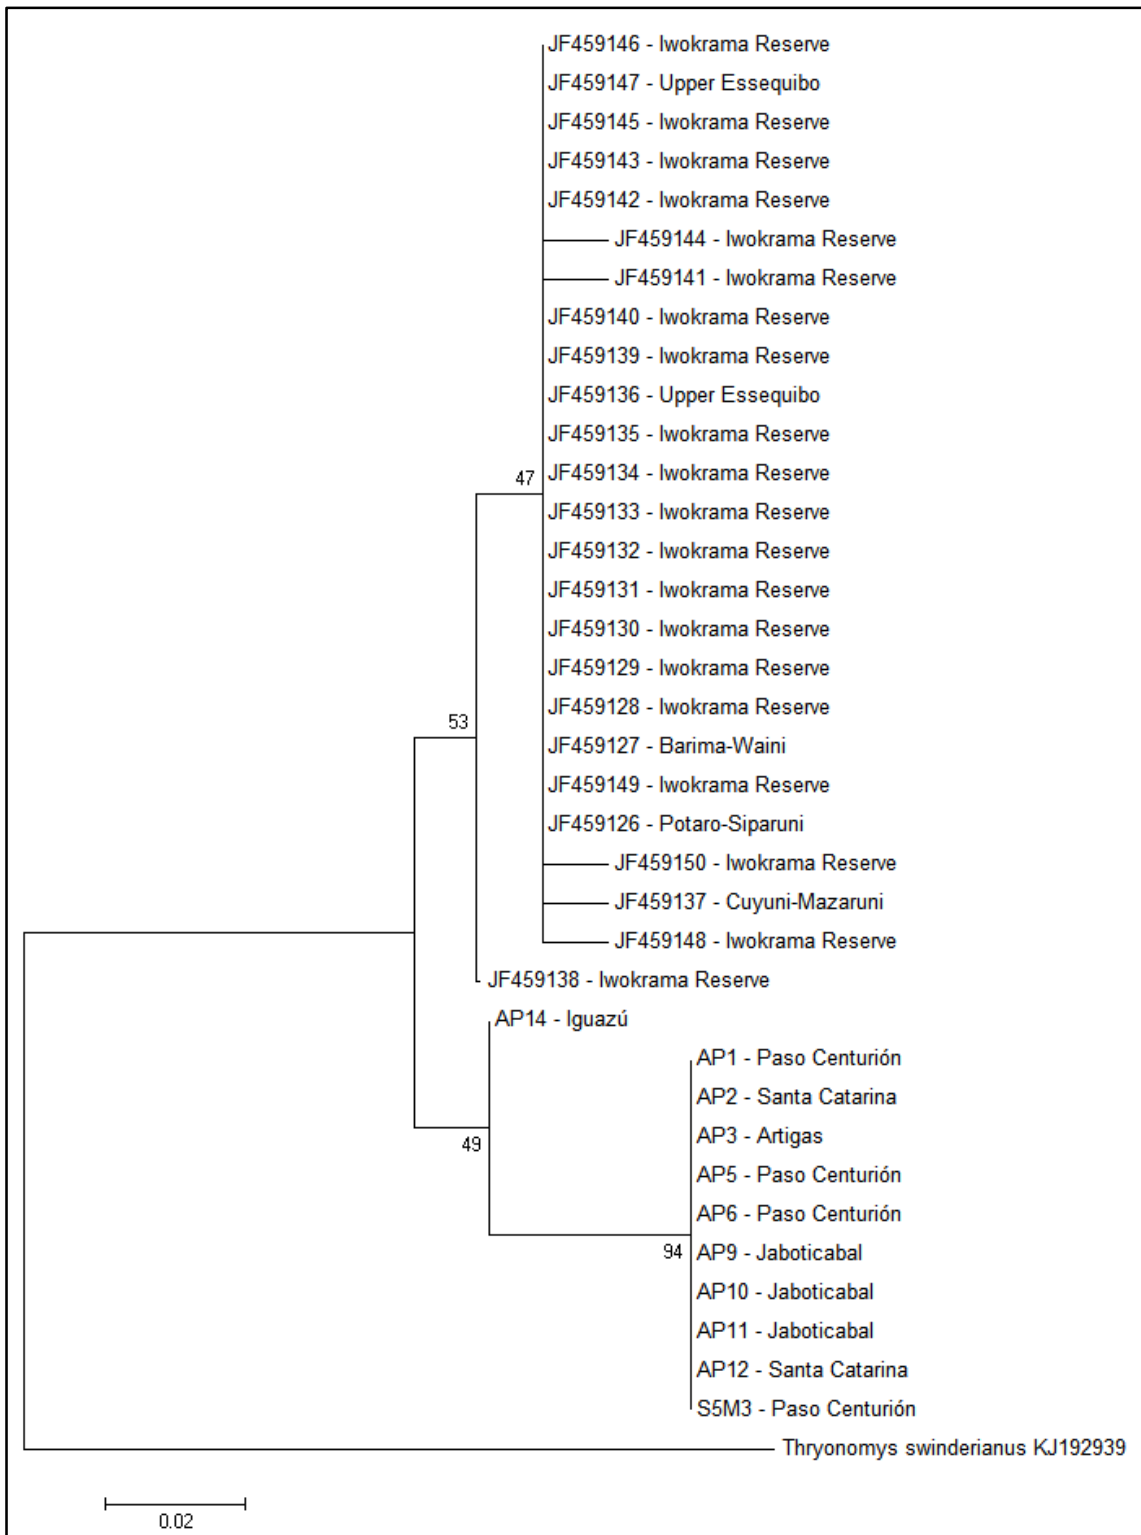 JF459146 - Iwokrama Reserve
JF459147 - Upper Essequibo
JF459145 - Iwokrama Reserve
JF459143 - Iwokrama Reserve
JF459142 - Iwokrama Reserve
JF459144 - Iwokrama Reserve
JF459141 - Iwokrama Reserve
JF459140 - Iwokrama Reserve
JF459139 - Iwokrama Reserve
JF459136 - Upper Essequibo
JF459135 - Iwokrama Reserve
JF459134 - Iwokrama Reserve
47
JF459133 - Iwokrama Reserve
JF459132 - Iwokrama Reserve
JF459131 - Iwokrama Reserve
JF459130 - Iwokrama Reserve
JF459129 - Iwokrama Reserve
JF459128 - Iwokrama Reserve
53
JF459127 - Barima-Waini
JF459149 - Iwokrama Reserve
JF459126 - Potaro-Siparuni
JF459150 - Iwokrama Reserve
JF459137 - Cuyuni-Mazaruni
JF459148 - Iwokrama Reserve
JF459138 - Iwokrama Reserve
AP14 - Iguazú
AP1 - Paso Centurión
AP2 - Santa Catarina
AP3 - Artigas
49
AP5 - Paso Centurión
AP6 - Paso Centurión
AP9 - Jaboticabal
94
AP10 - Jaboticabal
AP11 - Jaboticabal
AP12 - Santa Catarina
S5M3 - Paso Centurión
Thryonomys swinderianus KJ192939
0.02